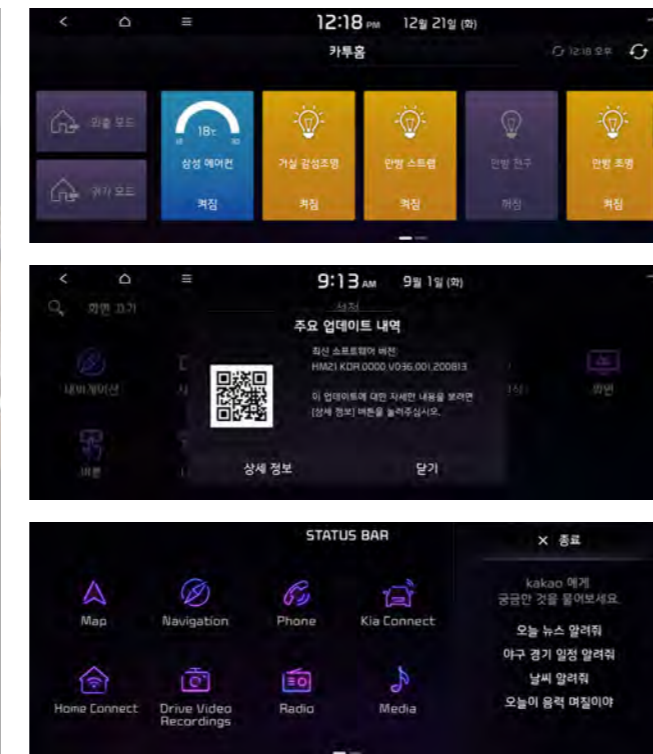 12:18 PM 12월 21일 (화)
카투홈
12:18 오후
외출 모드
귀가 모드
18℃
삼성 에어컨
켜짐
거실 감성조명
켜짐
안방 스트립
켜짐
안방 전구
꺼짐
안방 조명
켜짐
9:13 AM 9월 1일 (화)
화면 끄기
설정
주요 업데이트 내역
최신 소프트웨어 버전:
HM21.KOR.0000.V036.001.200813
이 업데이트에 대한 자세한 내용을 보려면
[상세 정보] 버튼을 눌러주십시오.
상세 정보
닫기
내비게이션
화면
버튼
STATUS BAR
Map
Navigation
Phone
Kia Connect
Home Connect
Drive Video
Recordings
Radio
Media
× 종료
kakao 에게
궁금한 것을 물어보세요.
오늘 뉴스 알려줘
야구 경기 일정 알려줘
날씨 알려줘
오늘이 음력 며칠이야